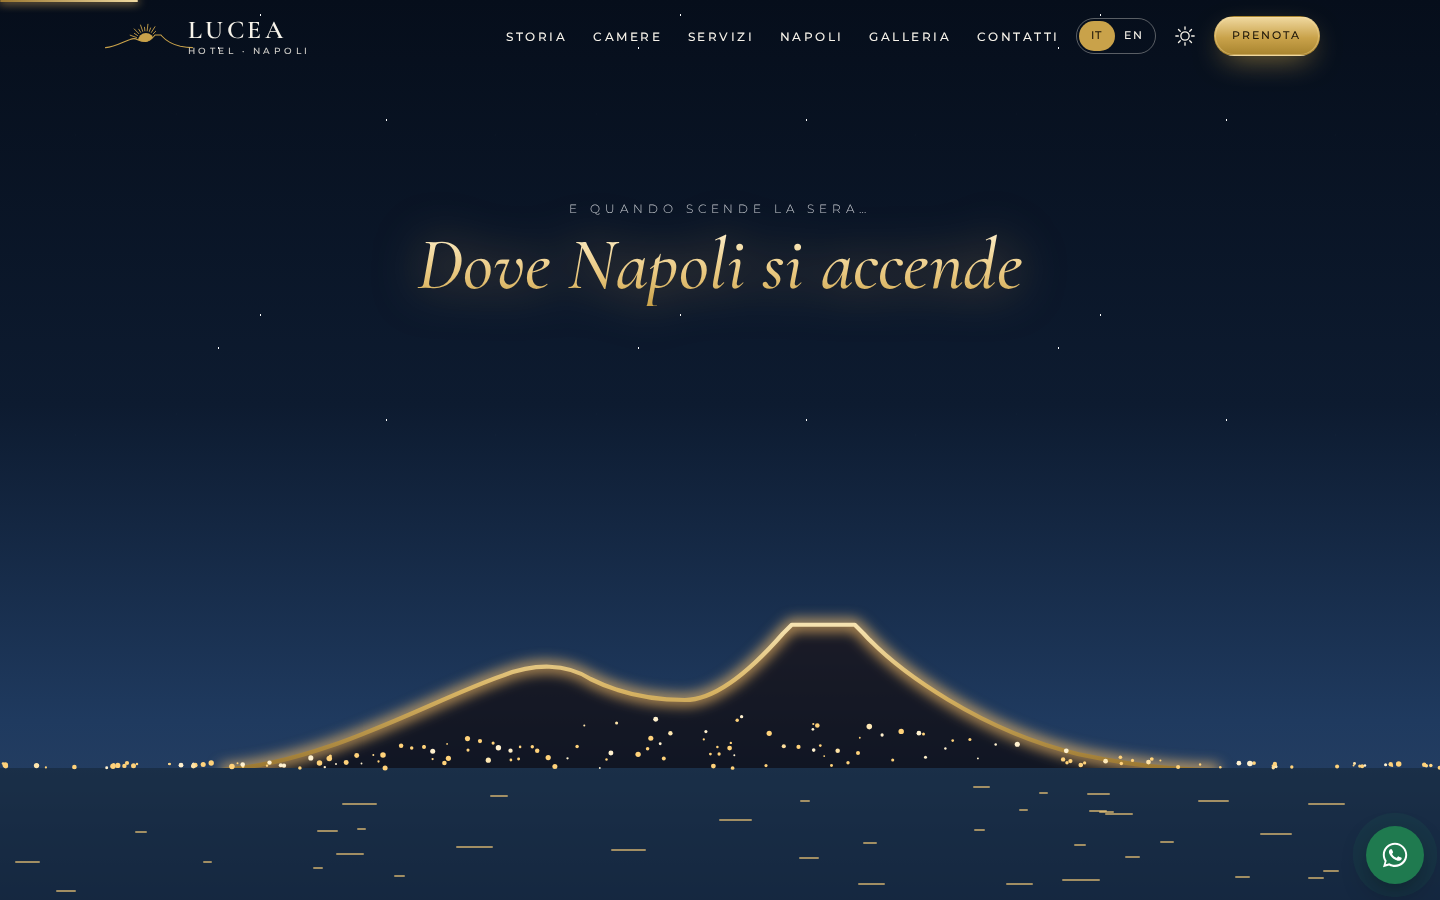 LUCEA
HOTEL · NAPOLI
STORIA CAMERE SERVIZI NAPOLI GALLERIA CONTATTI IT EN PRENOTA
E QUANDO SCENDE LA SERA…
Dove Napoli si accende